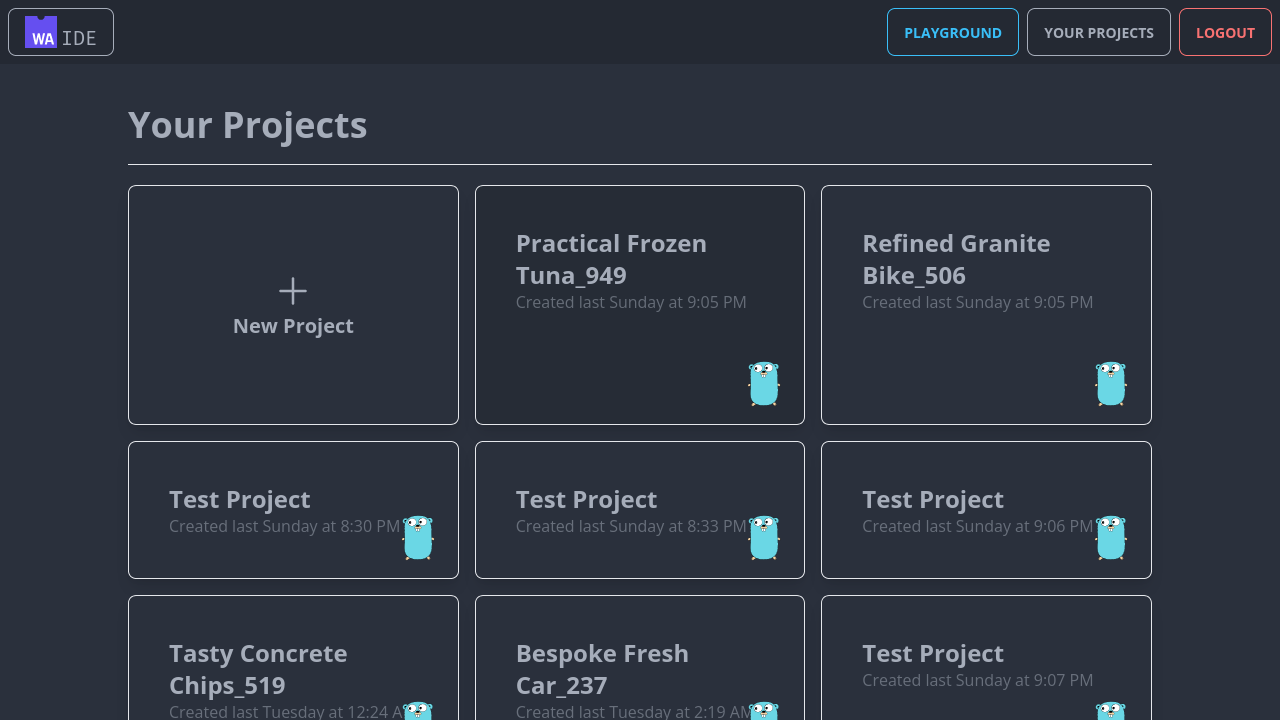 WA IDE
PLAYGROUND
YOUR PROJECTS
LOGOUT
Your Projects
New Project
Practical Frozen
Tuna_949
Created last Sunday at 9:05 PM
Refined Granite
Bike_506
Created last Sunday at 9:05 PM
Test Project
Created last Sunday at 8:30 PM
Test Project
Created last Sunday at 8:33 PM
Test Project
Created last Sunday at 9:06 PM
Tasty Concrete
Chips_519
Created last Tuesday at 12:24 A
Bespoke Fresh
Car_237
Created last Tuesday at 2:19 AM
Test Project
Created last Sunday at 9:07 PM